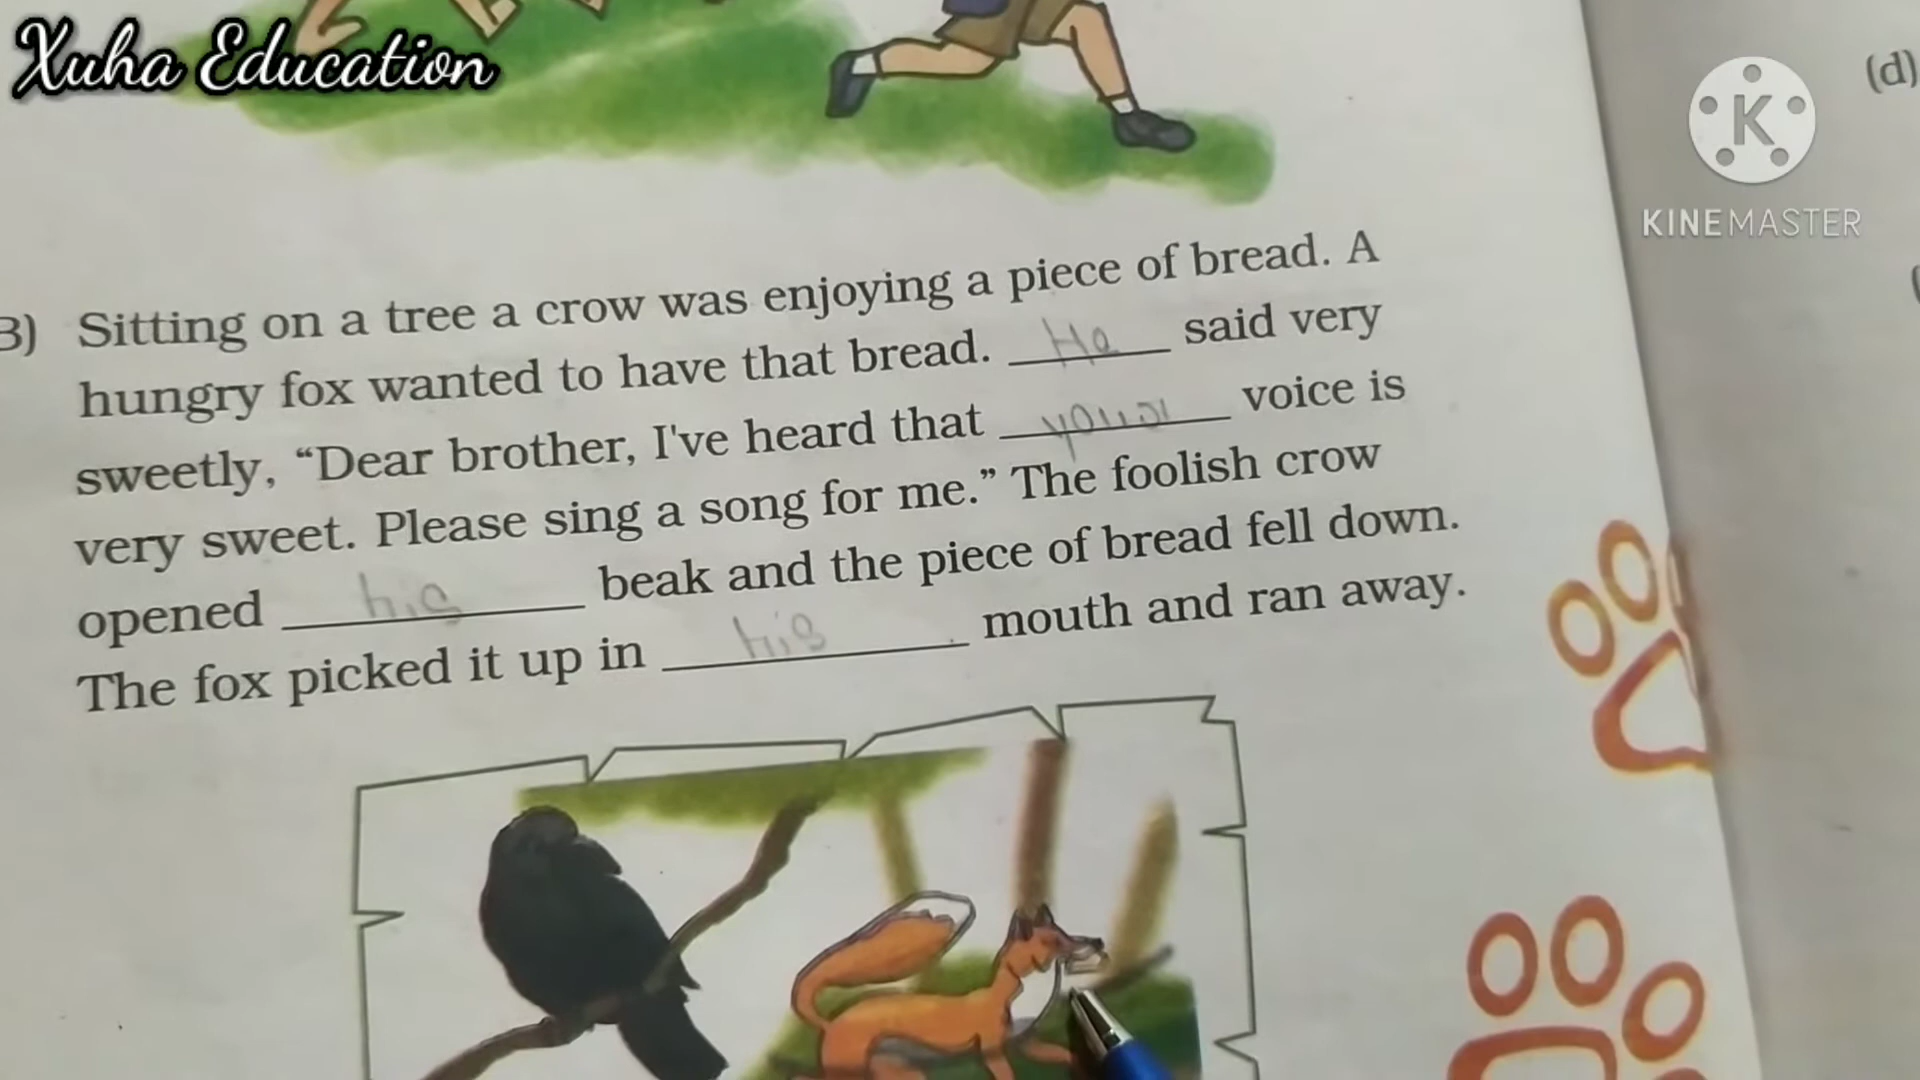 Xuha Education
K
KINEMASTER
(d)
3) Sitting on a tree a crow was enjoying a piece of bread. A
hungry fox wanted to have that bread. He said very
sweetly, “Dear brother, I've heard that your voice is
very sweet. Please sing a song for me.” The foolish crow
opened his beak and the piece of bread fell down.
The fox picked it up in his mouth and ran away.